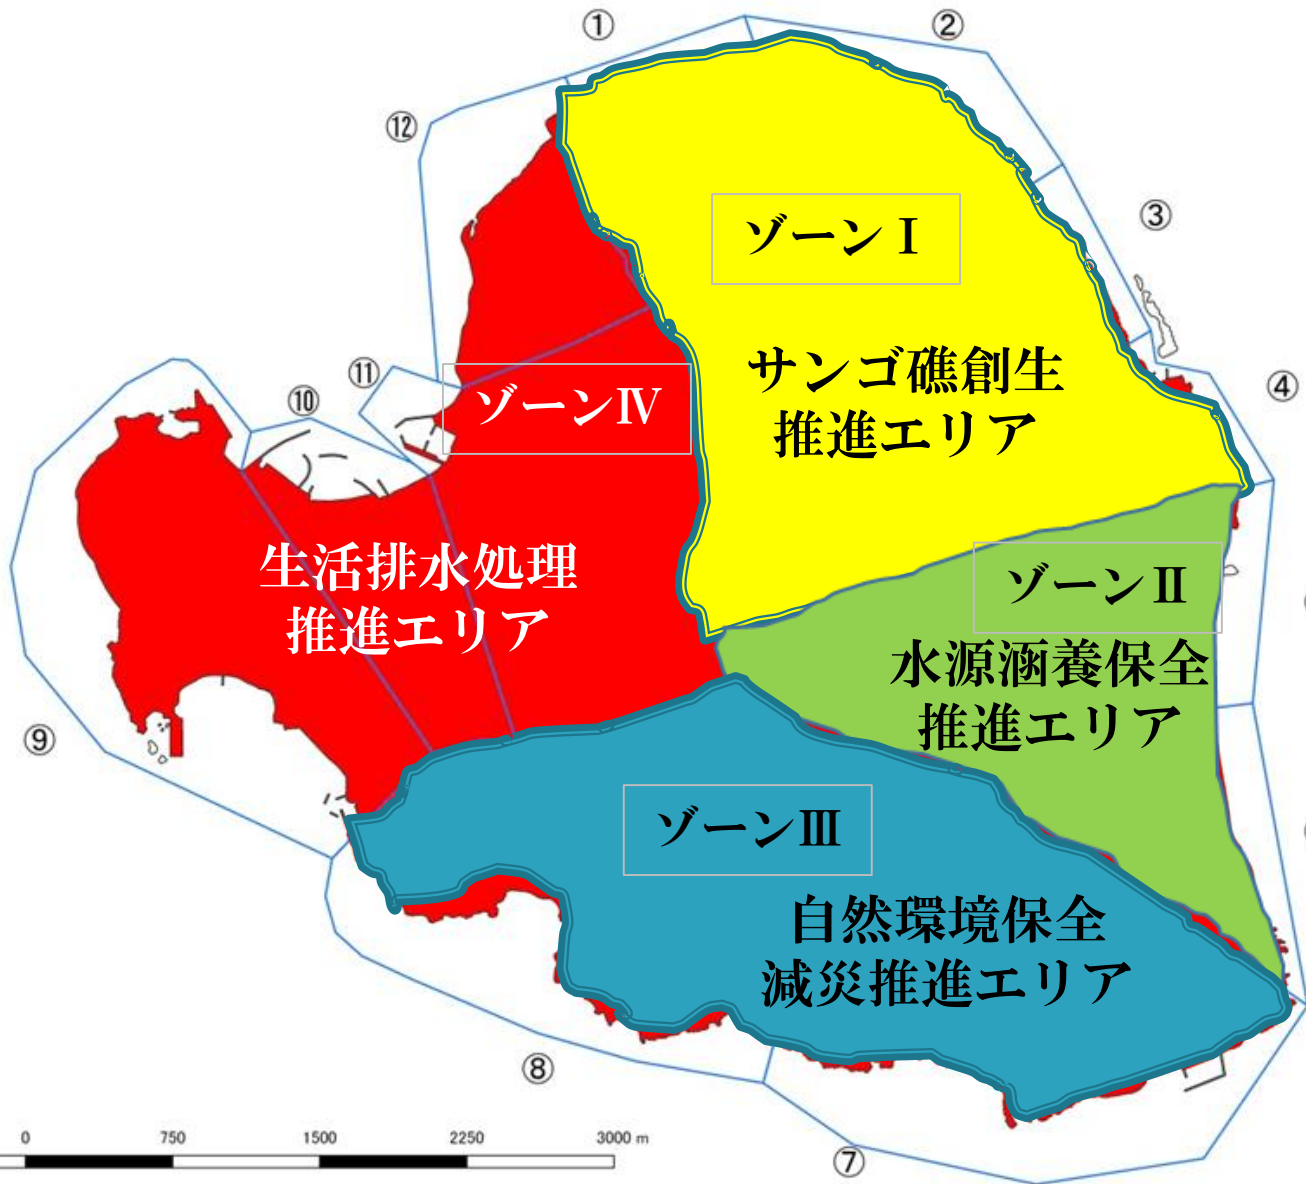 ①
②
⑫
③
ゾーンⅠ
サンゴ礁創生
推進エリア
④
⑪
⑩
ゾーンⅣ
生活排水処理
推進エリア
ゾーンⅡ
水源涵養保全
推進エリア
⑨
ゾーンⅢ
自然環境保全
減災推進エリア
⑧
⑦
0 750 1500 2250 3000 m